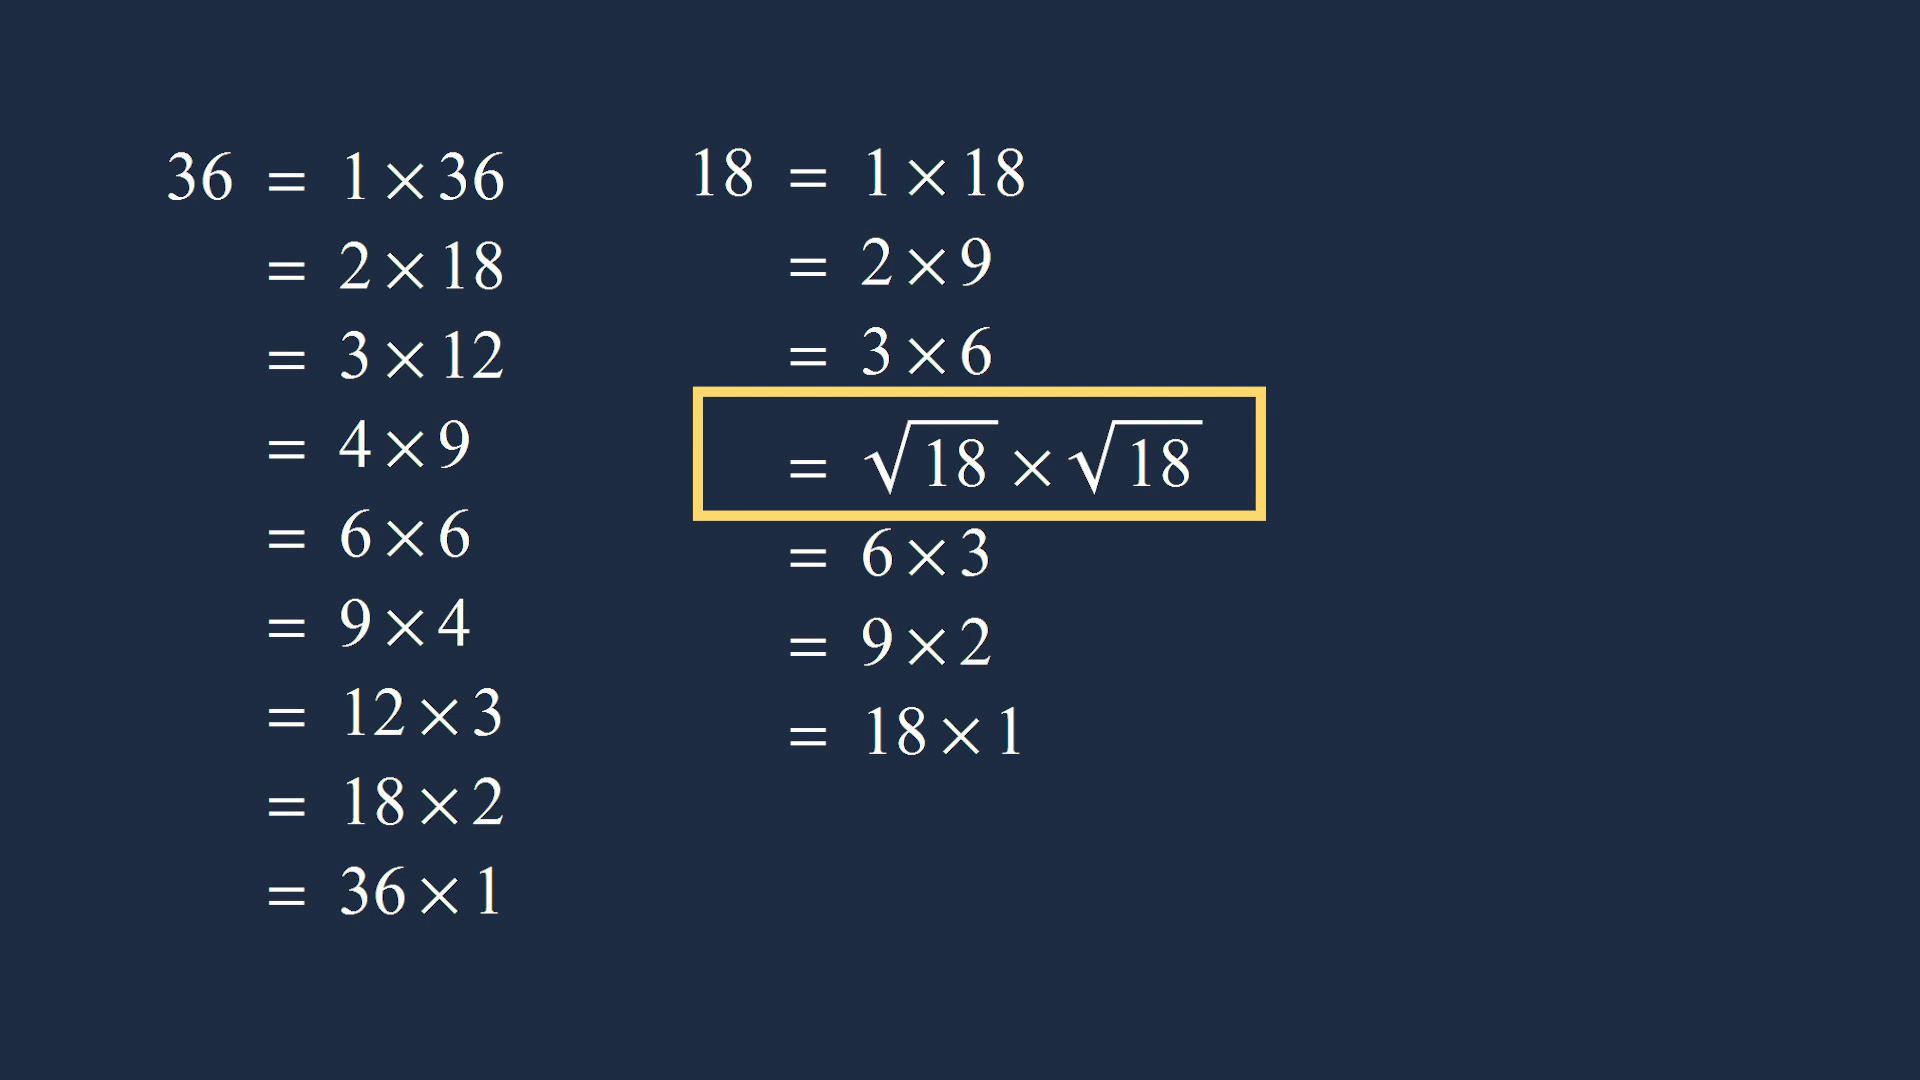 36 = 1 × 36
= 2 × 18
= 3 × 12
= 4 × 9
= 6 × 6
= 9 × 4
= 12 × 3
= 18 × 2
= 36 × 1
18 = 1 × 18
= 2 × 9
= 3 × 6
= √18 × √18
= 6 × 3
= 9 × 2
= 18 × 1